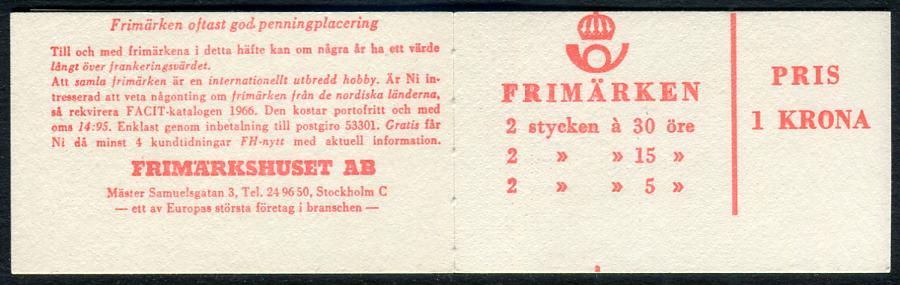 Frimärken oftast god penningplacering
Till och med frimärkena i detta häfte kan om några år ha ett värde
långt över frankeringsvärdet.
Att samla frimärken är en internationellt utbredd hobby. Är Ni in-
tresserad att veta någonting om frimärken från de nordiska länderna,
så rekvirera FACIT-katalogen 1966. Den kostar portofritt och med
oms 14:95. Enklast genom inbetalning till postgiro 53301. Gratis får
Ni då minst 4 kundtidningar FH-nytt med aktuell information.
FRIMÄRKSHUSET AB
Mäster Samuelsgatan 3, Tel. 24 96 50, Stockholm C
— ett av Europas största företag i branschen —
FRIMÄRKEN
2 stycken à 30 öre
2 » » 15 »
2 » » 5 »
PRIS
1 KRONA